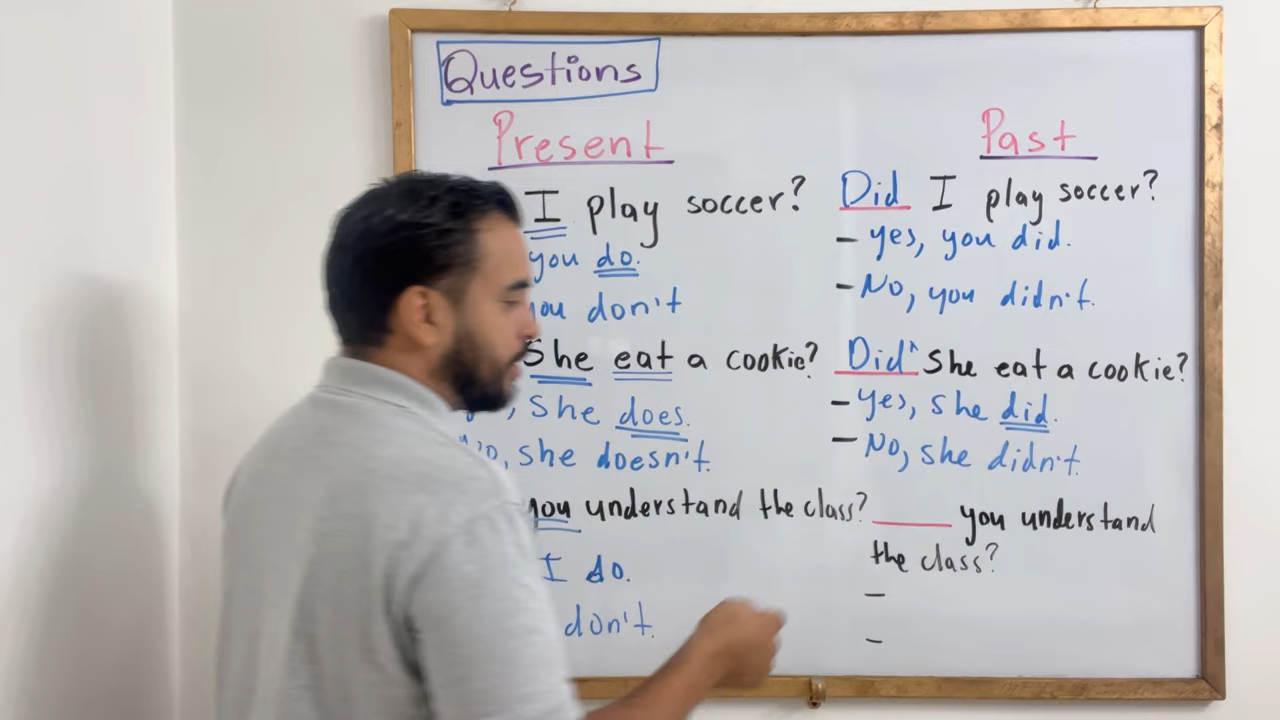 Questions
Present
I play soccer?
you do.
you don't
She eat a cookie?
, She does.
No, she doesn't.
you understand the class?
I do.
don't.
Past
Did I play soccer?
- yes, you did.
- No, you didn't.
Did She eat a cookie?
- Yes, she did.
- No, she didn't.
____ you understand
the class?
-
-